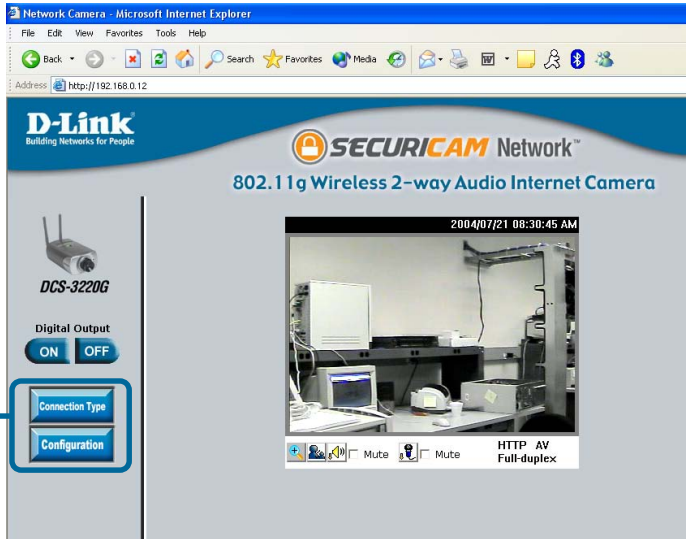 Network Camera - Microsoft Internet Explorer
File Edit View Favorites Tools Help
Back Search Favorites Media
Address http://192.168.0.12
D-Link
Building Networks for People
SECURICAM Network™
802.11g Wireless 2-way Audio Internet Camera
2004/07/21 08:30:45 AM
DCS-3220G
Digital Output
ON OFF
Connection Type
Configuration
Mute Mute HTTP AV
Full-duplex